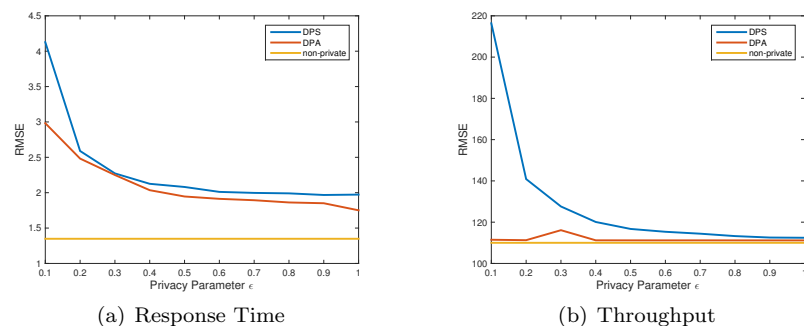 4.5
4
3.5
3
2.5
2
1.5
1
RMSE
DPS
DPA
non-private
0.1 0.2 0.3 0.4 0.5 0.6 0.7 0.8 0.9 1
Privacy Parameter ϵ
(a) Response Time
220
200
180
160
140
120
100
RMSE
DPS
DPA
non-private
0.1 0.2 0.3 0.4 0.5 0.6 0.7 0.8 0.9 1
Privacy Parameter ϵ
(b) Throughput